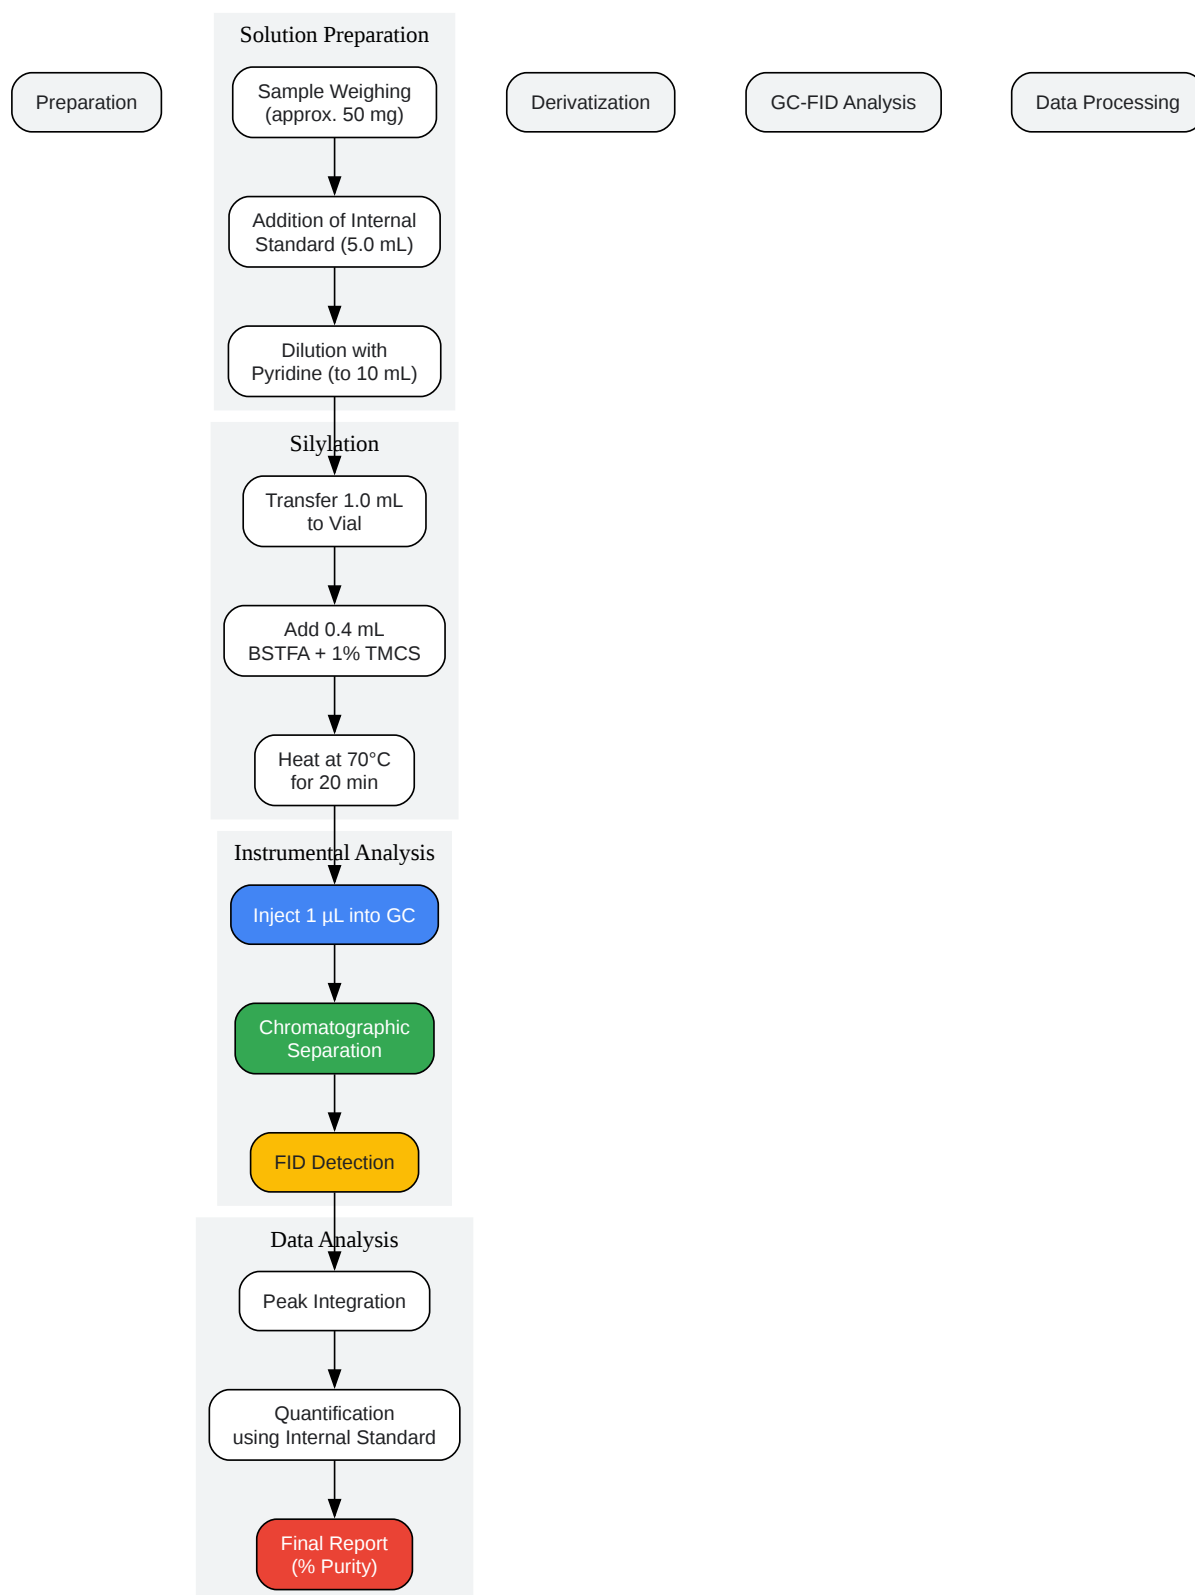 Solution Preparation
Preparation
Sample Weighing
(approx. 50 mg)
Derivatization
GC-FID Analysis
Data Processing
Addition of Internal
Standard (5.0 mL)
Dilution with
Pyridine (to 10 mL)
Silylation
Transfer 1.0 mL
to Vial
Add 0.4 mL
BSTFA + 1% TMCS
Heat at 70°C
for 20 min
Instrumental Analysis
Inject 1 µL into GC
Chromatographic
Separation
FID Detection
Data Analysis
Peak Integration
Quantification
using Internal Standard
Final Report
(% Purity)